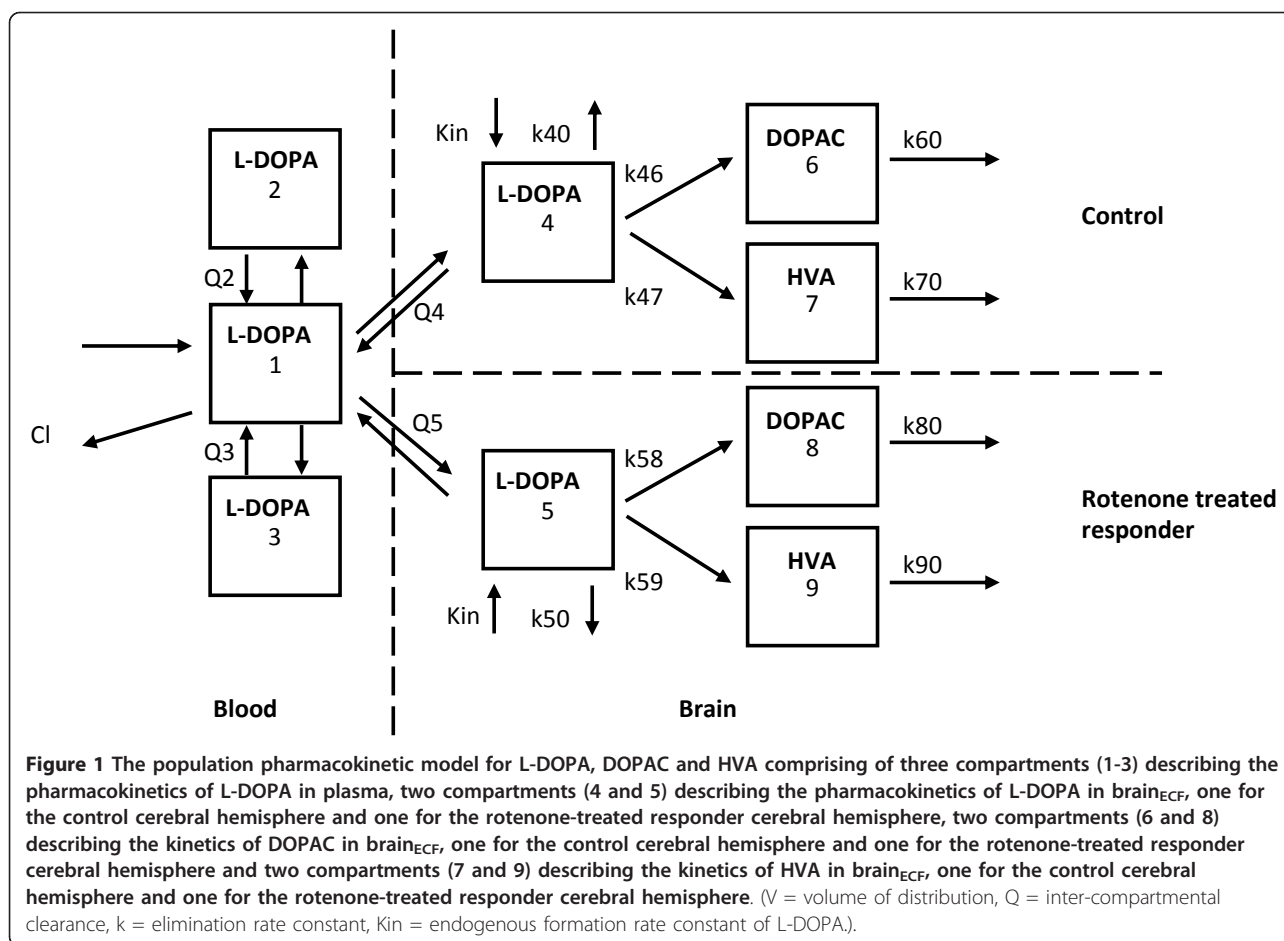 L-DOPA
2
Q2
L-DOPA
1
Cl
Q3
L-DOPA
3
Blood
Kin
k40
L-DOPA
4
Q4
k46
k47
DOPAC
6
k60
HVA
7
k70
Control
Q5
L-DOPA
5
Kin
k50
k58
k59
DOPAC
8
k80
HVA
9
k90
Rotenone treated
responder
Brain
Figure 1 The population pharmacokinetic model for L-DOPA, DOPAC and HVA comprising of three compartments (1-3) describing the
pharmacokinetics of L-DOPA in plasma, two compartments (4 and 5) describing the pharmacokinetics of L-DOPA in brainECF, one for
the control cerebral hemisphere and one for the rotenone-treated responder cerebral hemisphere, two compartments (6 and 8)
describing the kinetics of DOPAC in brainECF, one for the control cerebral hemisphere and one for the rotenone-treated responder
cerebral hemisphere and two compartments (7 and 9) describing the kinetics of HVA in brainECF, one for the control cerebral
hemisphere and one for the rotenone-treated responder cerebral hemisphere. (V = volume of distribution, Q = inter-compartmental
clearance, k = elimination rate constant, Kin = endogenous formation rate constant of L-DOPA.).